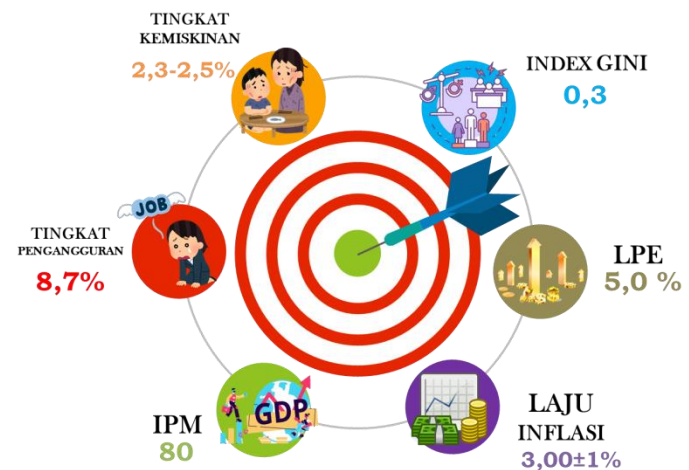 TINGKAT
KEMISKINAN
2,3-2,5%
INDEX GINI
0,3
JOB
TINGKAT
PENGANGGURAN
8,7%
LPE
5,0 %
GDP
IPM
80
LAJU
INFLASI
3,00±1%